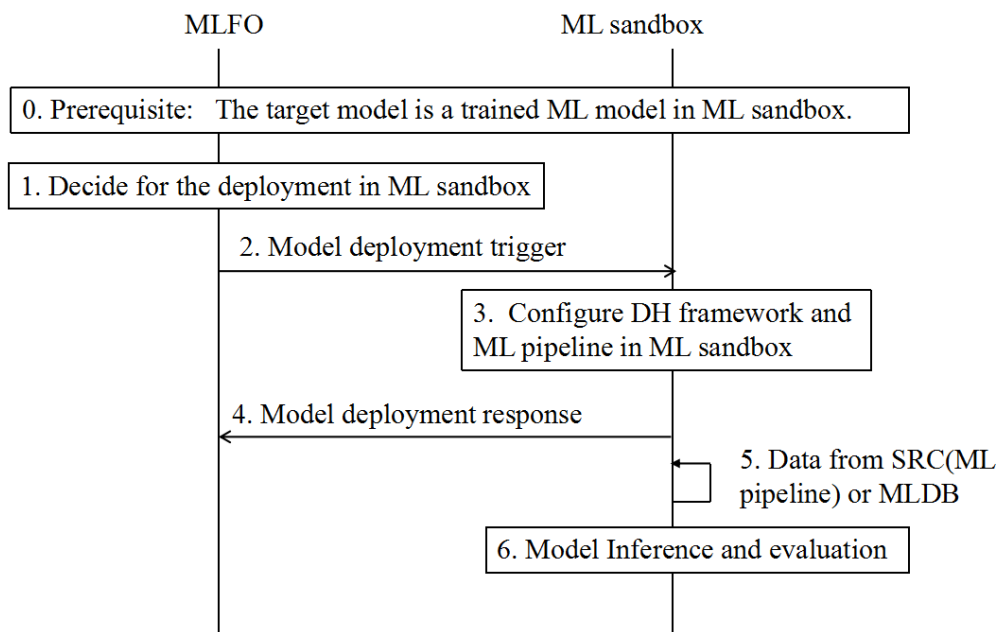 MLFO
ML sandbox
0. Prerequisite: The target model is a trained ML model in ML sandbox.
1. Decide for the deployment in ML sandbox
2. Model deployment trigger
3. Configure DH framework and
ML pipeline in ML sandbox
4. Model deployment response
5. Data from SRC(ML
pipeline) or MLDB
6. Model Inference and evaluation